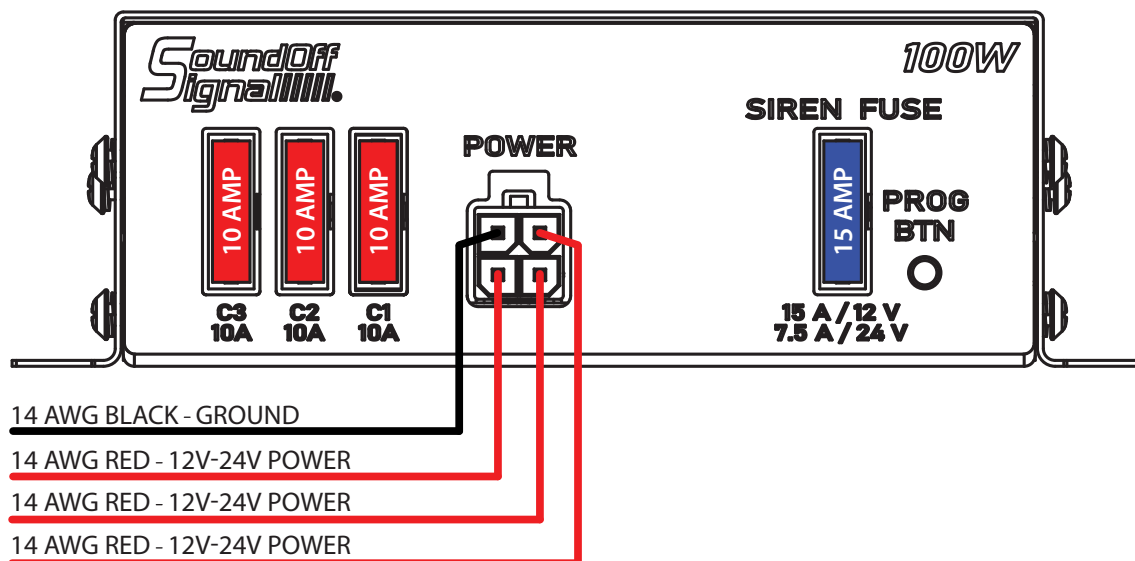 SoundOff
Signal
100W
SIREN FUSE
POWER
10 AMP
10 AMP
10 AMP
15 AMP
PROG
BTN
C3
10A
C2
10A
C1
10A
15 A / 12 V
7.5 A / 24 V
14 AWG BLACK - GROUND
14 AWG RED - 12V-24V POWER
14 AWG RED - 12V-24V POWER
14 AWG RED - 12V-24V POWER